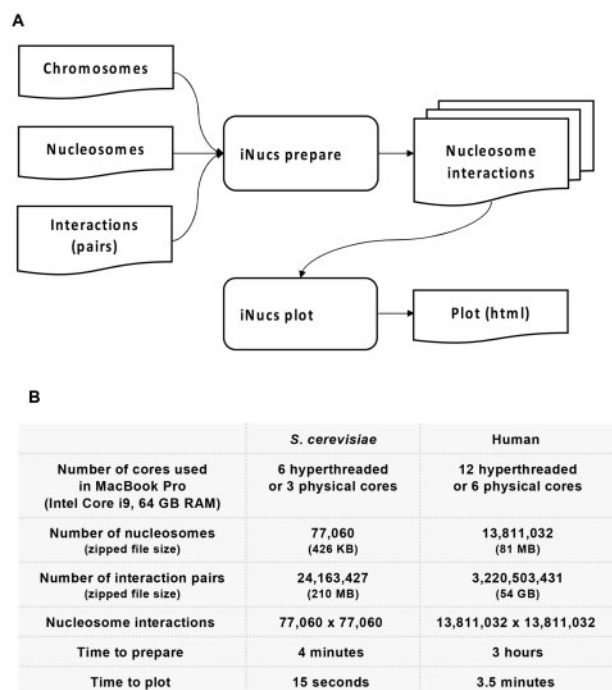 A
Chromosomes
Nucleosomes
Interactions
(pairs)
iNucs prepare
Nucleosome
interactions
iNucs plot
Plot (html)
B
S. cerevisiae Human
Number of cores used
in MacBook Pro
(Intel Core i9, 64 GB RAM)
6 hyperthreaded
or 3 physical cores
12 hyperthreaded
or 6 physical cores
Number of nucleosomes
(zipped file size)
77,060
(426 KB)
13,811,032
(81 MB)
Number of interaction pairs
(zipped file size)
24,163,427
(210 MB)
3,220,503,431
(54 GB)
Nucleosome interactions 77,060 x 77,060 13,811,032 x 13,811,032
Time to prepare 4 minutes 3 hours
Time to plot 15 seconds 3.5 minutes